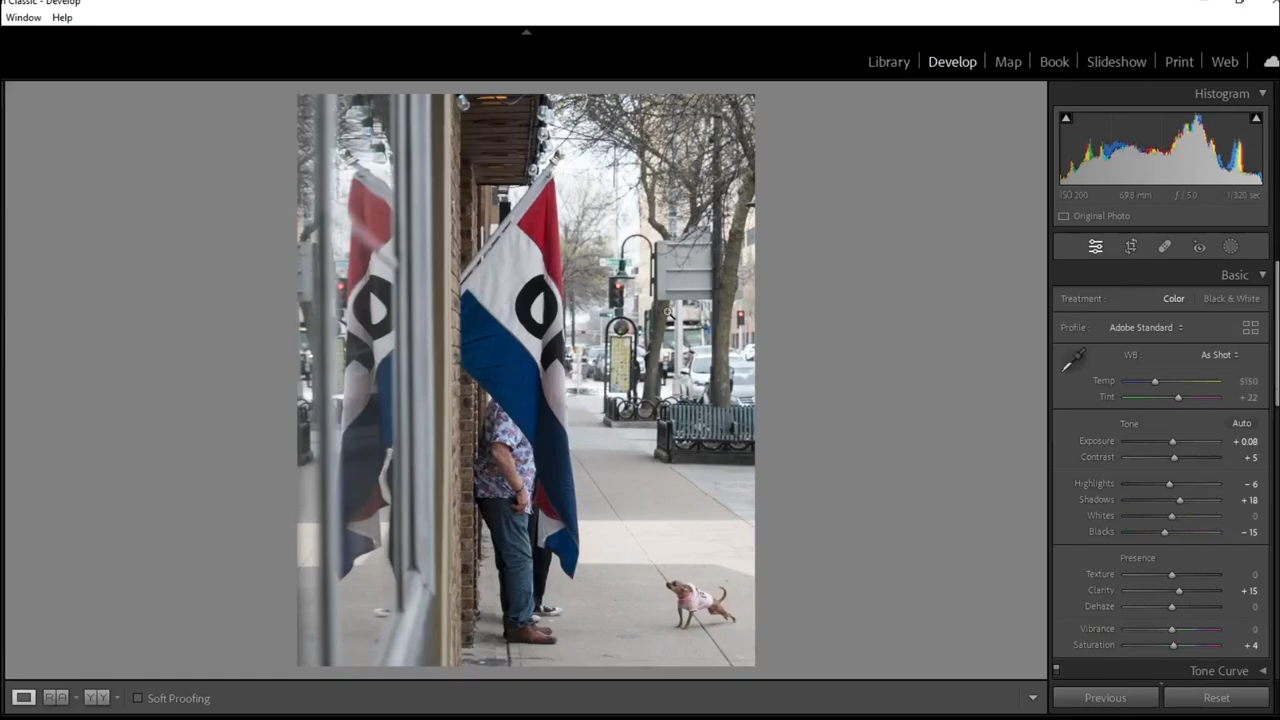 n Classic - Develop
Window Help
Library Develop Map Book Slideshow Print Web
Histogram
ISO 200 69.8 mm f / 5.0 1/320 sec
Original Photo
Basic
Treatment : Color Black & White
Profile : Adobe Standard
WB : As Shot
Temp 5150
Tint + 22
Tone Auto
Exposure + 0.08
Contrast + 5
Highlights - 6
Shadows + 18
Whites 0
Blacks - 15
Presence
Texture 0
Clarity + 15
Dehaze 0
Vibrance 0
Saturation + 4
Tone Curve
R A Y Y Soft Proofing Previous Reset